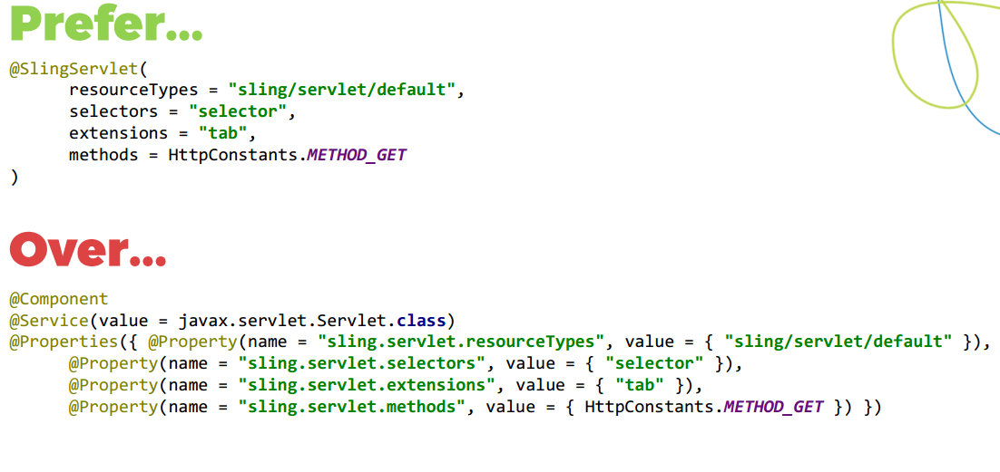 Prefer...
@SlingServlet(
resourceTypes = "sling/servlet/default",
selectors = "selector",
extensions = "tab",
methods = HttpConstants.METHOD_GET
)
Over...
@Component
@Service(value = javax.servlet.Servlet.class)
@Properties({ @Property(name = "sling.servlet.resourceTypes", value = { "sling/servlet/default" }),
@Property(name = "sling.servlet.selectors", value = { "selector" }),
@Property(name = "sling.servlet.extensions", value = { "tab" }),
@Property(name = "sling.servlet.methods", value = { HttpConstants.METHOD_GET }) })